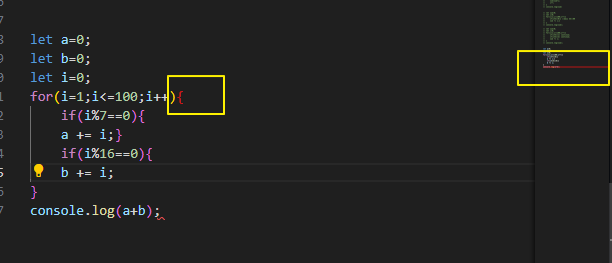 let a=0;
let b=0;
let i=0;
for(i=1;i<=100;i++){
if(i%7==0){
a += i;}
if(i%16==0){
b += i;
}
console.log(a+b);